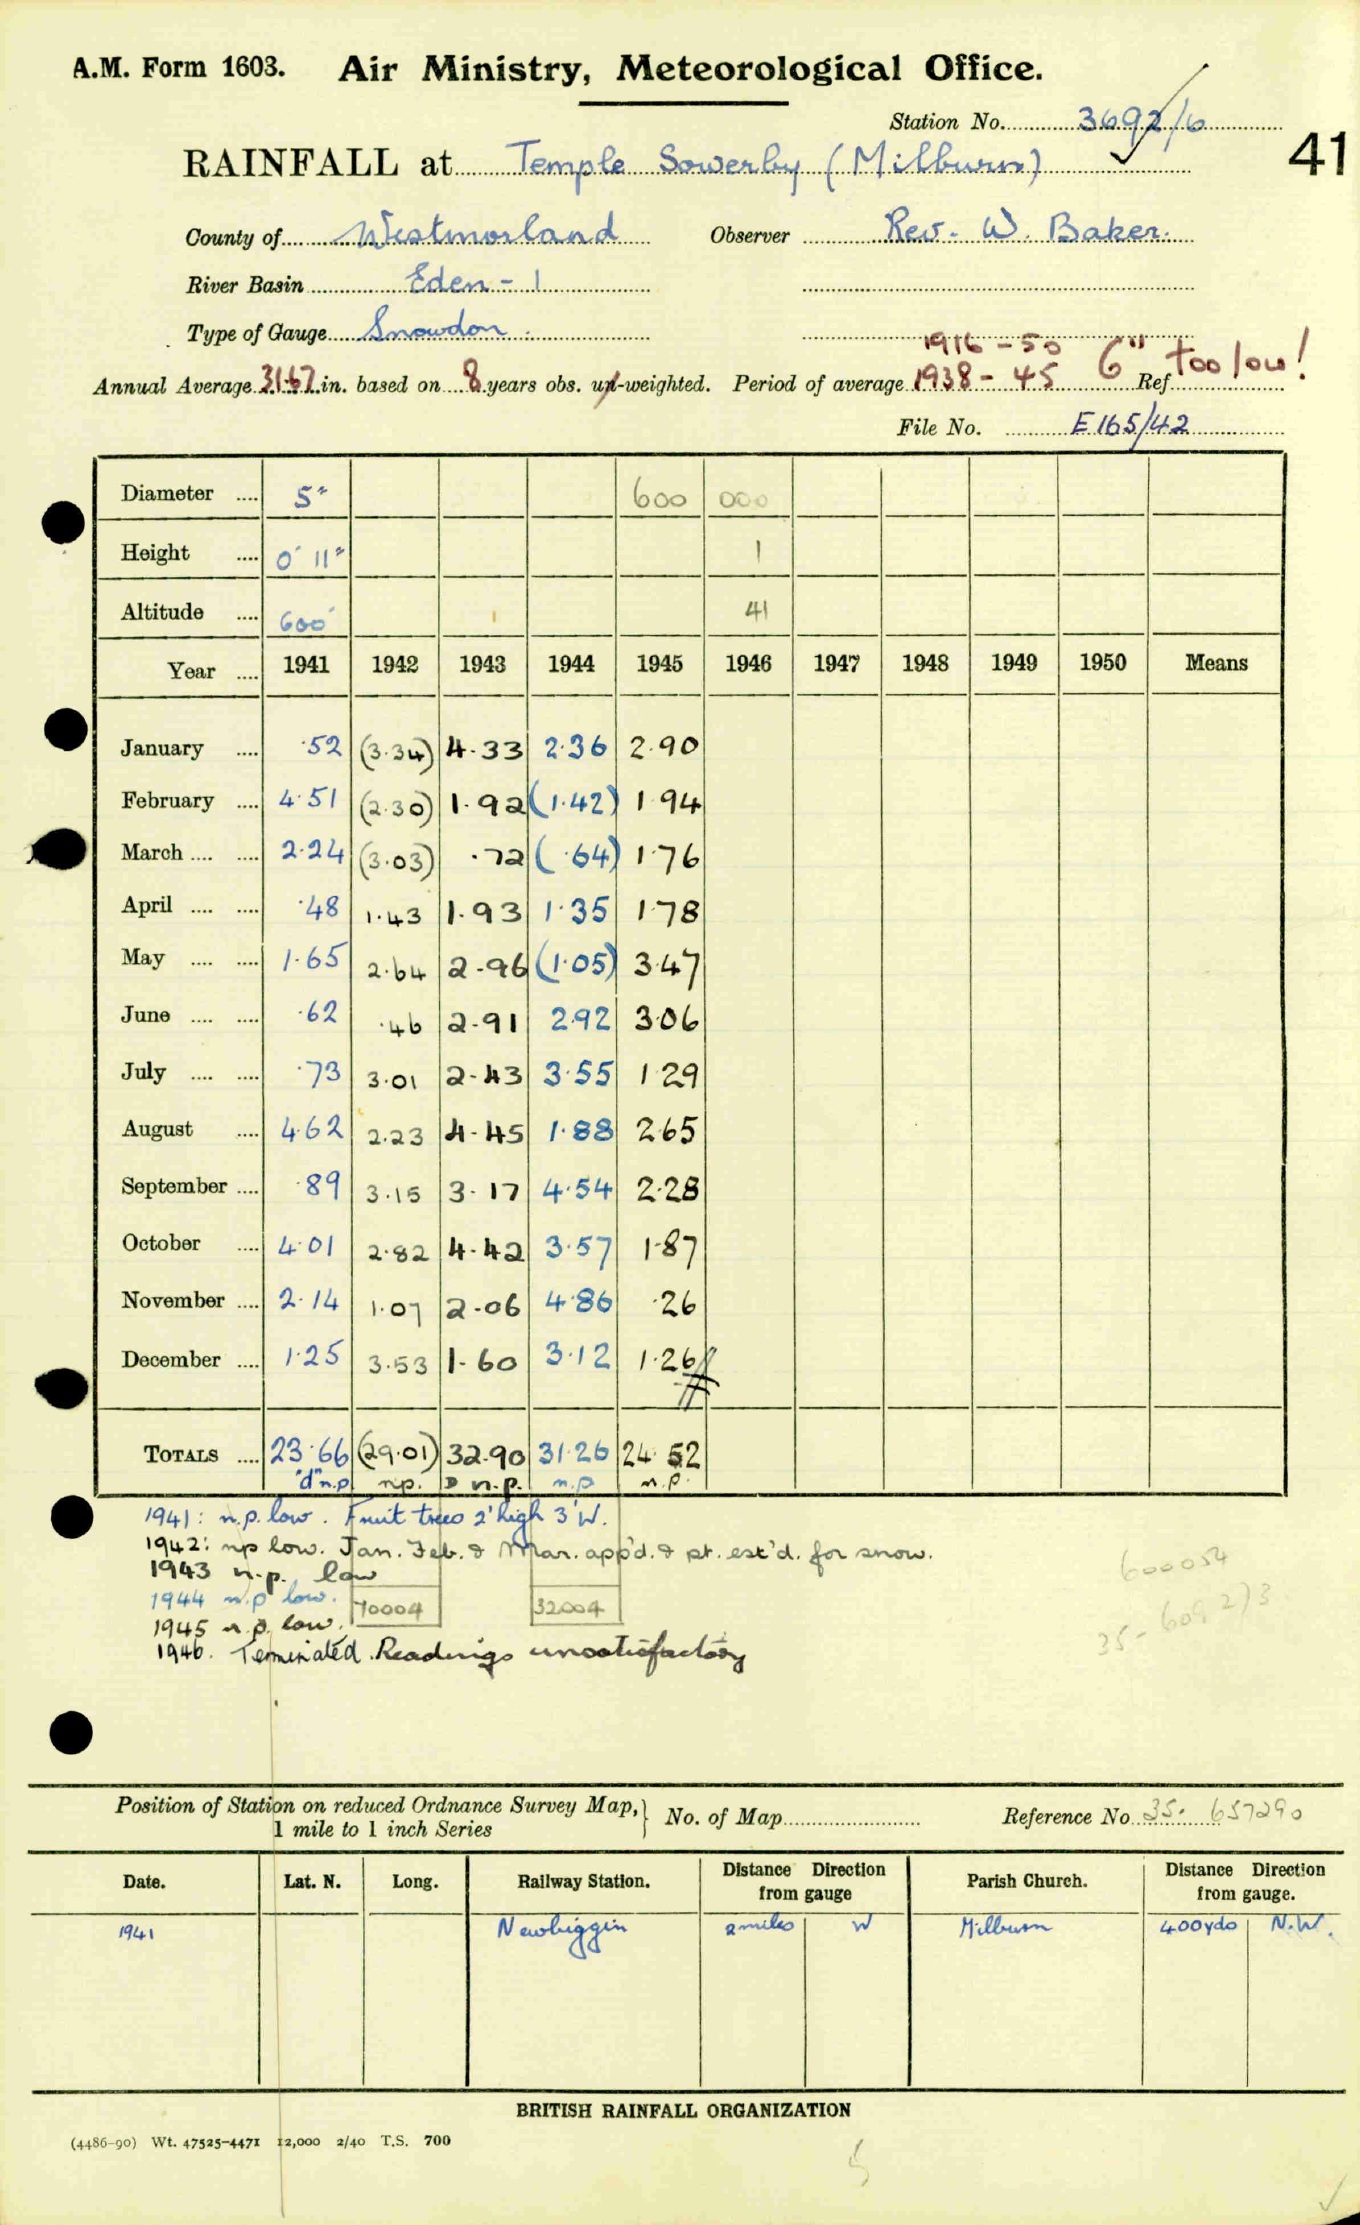 A.M. Form 1603. Air Ministry, Meteorological Office.
Station No. 3692/6
41
RAINFALL at Temple Sowerby (Milburn)
County of Westmorland Observer Rev. W. Baker.
River Basin Eden - 1
Type of Gauge Snowdon
1916 - 50 6" too low!
Annual Average 31.67 in. based on 8 years obs. un-weighted. Period of average 1938 - 45 Ref
File No. E165/42
Diameter .... 5" 600 000
Height .... 0' 11" 1
Altitude .... 600' 41
Year .... 1941 1942 1943 1944 1945 1946 1947 1948 1949 1950 Means
January .... ·52 (3·34) 4·33 2·36 2·90
February .... 4·51 (2·30) 1·92 (1·42) 1·94
March .... .... 2·24 (3·03) ·72 (·64) 1·76
April .... .... ·48 1·43 1·93 1·35 1·78
May .... .... 1·65 2·64 2·96 (1·05) 3·47
June .... .... ·62 ·46 2·91 2·92 3·06
July .... .... ·73 3·01 2·43 3·55 1·29
August .... 4·62 2·23 4·45 1·88 2·65
September .... ·89 3·15 3·17 4·54 2·28
October .... 4·01 2·82 4·42 3·57 1·87
November .... 2·14 1·07 2·06 4·86 ·26
December .... 1·25 3·53 1·60 3·12 1·26
TOTALS .... 23·66 (29·01) 32·90 31·26 24·52
"d" n.p. n.p. D n.p. n.p. n.p.
1941: n.p. low. Fruit trees 2' high 3' W.
1942: np low. Jan. Feb. & Mar. app'd. & pt. est'd. for snow.
1943 n.p. low
1944 n.p low. 70004 32004
1945 n.p. low.
1946. Terminated. Readings unsatisfactory
600054
35- 609 273
Position of Station on reduced Ordnance Survey Map, 1 mile to 1 inch Series } No. of Map Reference No 35. 657290
Date. Lat. N. Long. Railway Station. Distance Direction from gauge Parish Church. Distance Direction from gauge.
1941 Newbiggin 2 miles W Milburn 400 yds N.W.
BRITISH RAINFALL ORGANIZATION
(4486-90) Wt. 47525-4471 12,000 2/40 T.S. 700